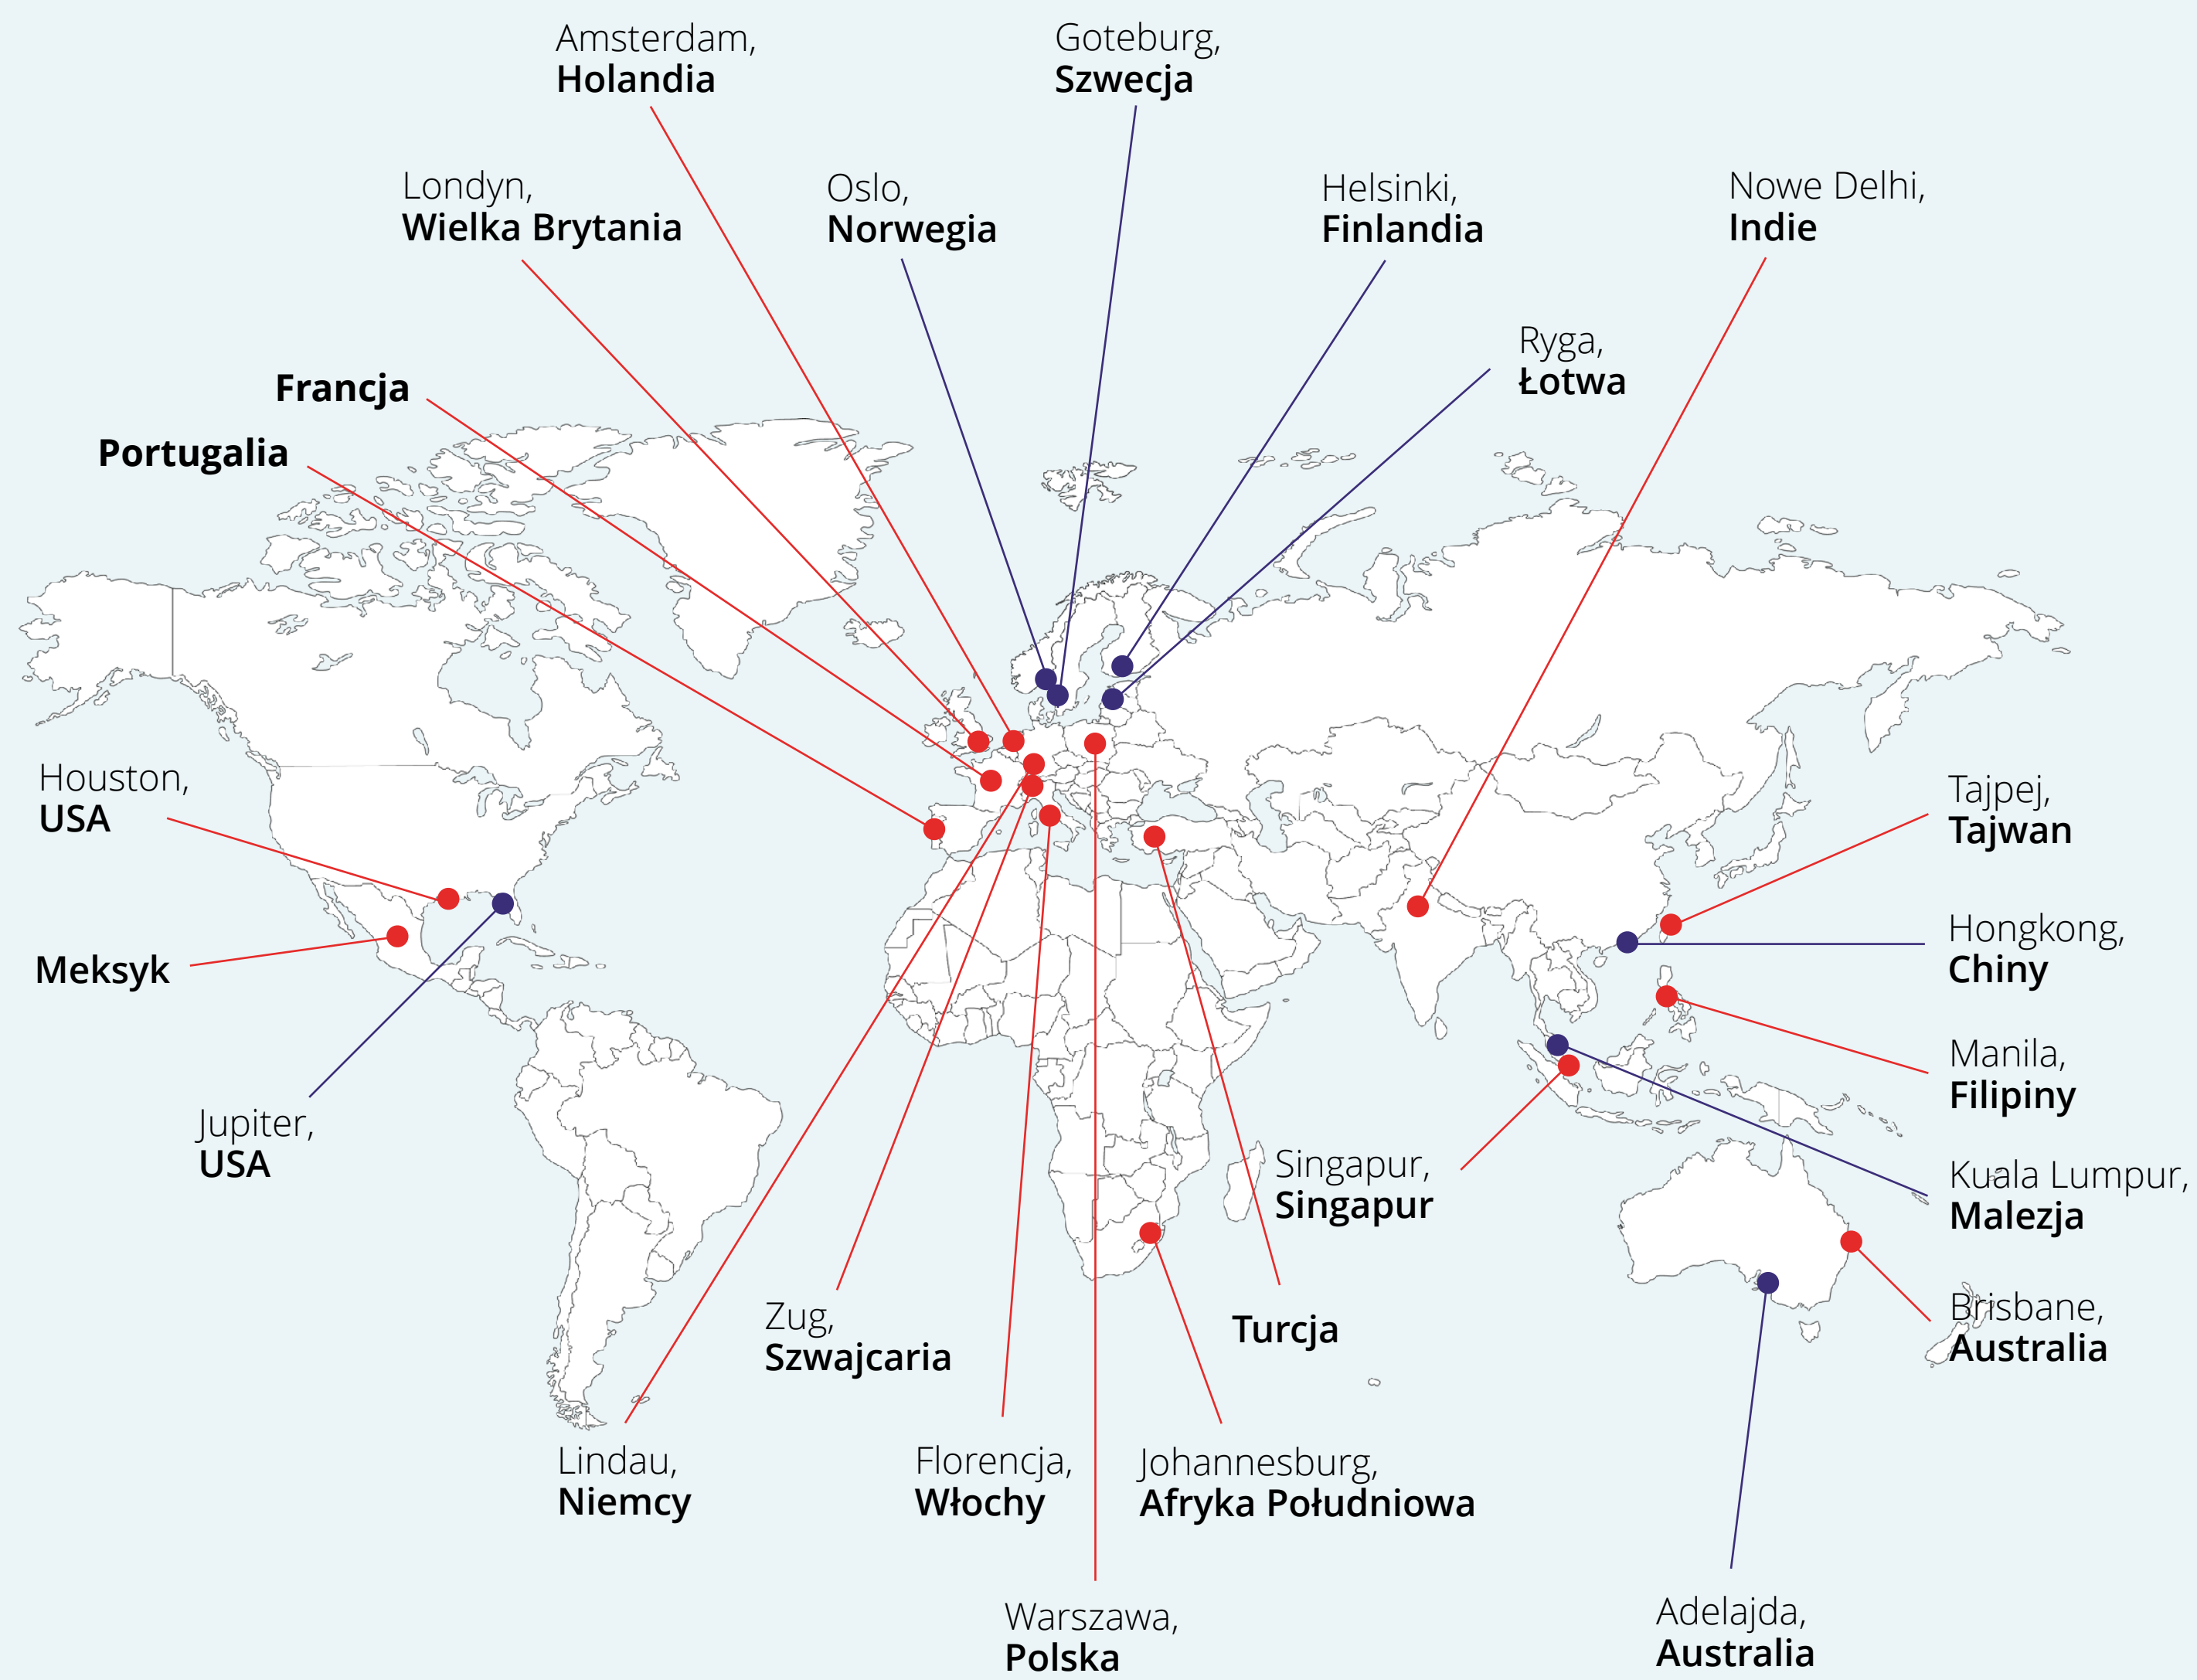 Amsterdam,
Holandia
Goteburg,
Szwecja
Londyn,
Wielka Brytania
Oslo,
Norwegia
Helsinki,
Finlandia
Nowe Delhi,
Indie
Ryga,
Łotwa
Francja
Portugalia
Houston,
USA
Tajpej,
Tajwan
Hongkong,
Chiny
Meksyk
Manila,
Filipiny
Jupiter,
USA
Singapur,
Singapur
Kuala Lumpur,
Malezja
Zug,
Szwajcaria
Turcja
Brisbane,
Australia
Lindau,
Niemcy
Florencja,
Włochy
Johannesburg,
Afryka Południowa
Warszawa,
Polska
Adelajda,
Australia